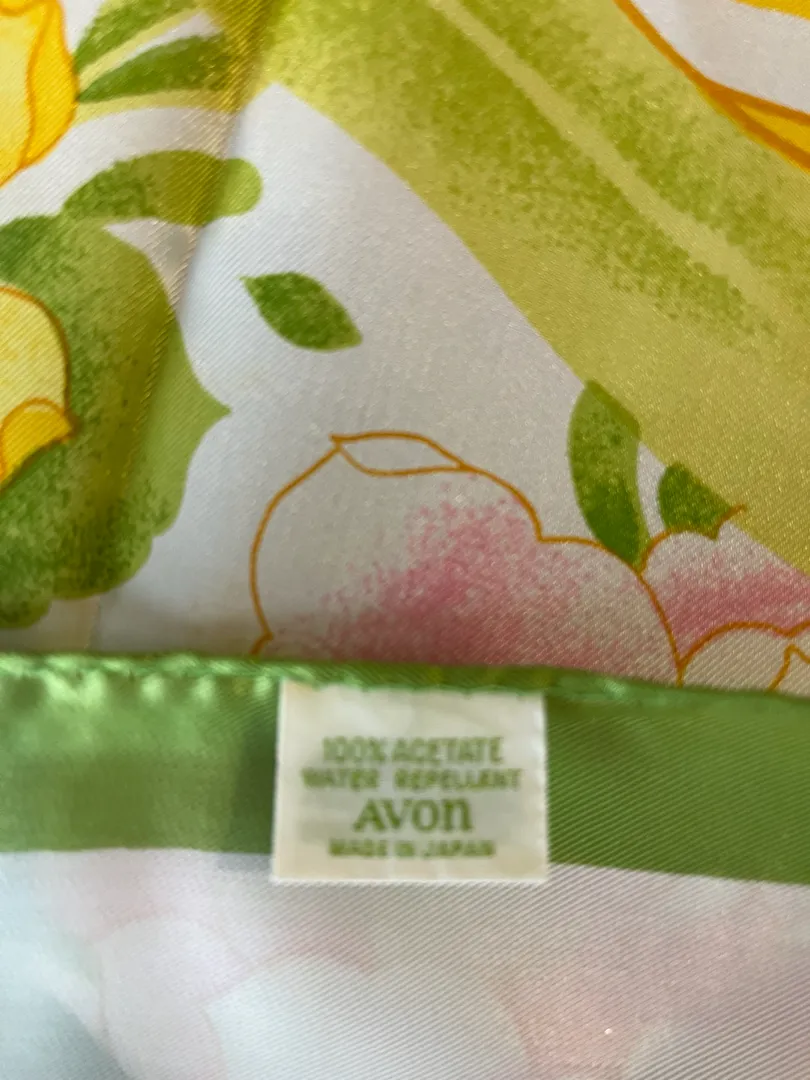 100% ACETATE
WATER REPELLENT
AVON
MADE IN JAPAN